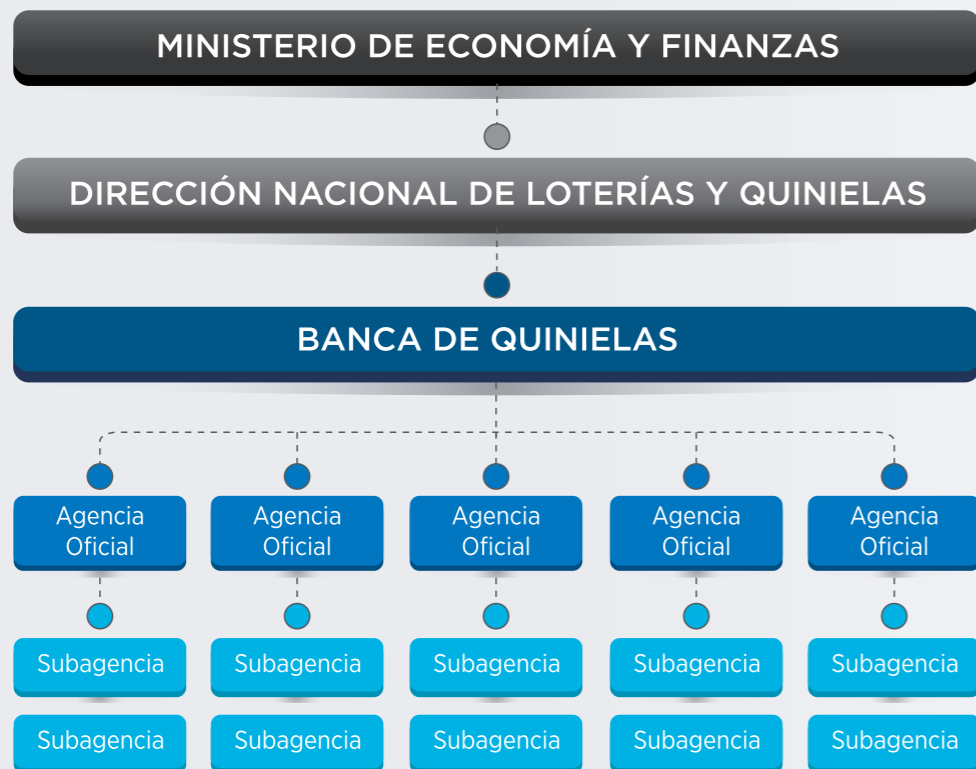 MINISTERIO DE ECONOMÍA Y FINANZAS
DIRECCIÓN NACIONAL DE LOTERÍAS Y QUINIELAS
BANCA DE QUINIELAS
Agencia
Oficial
Agencia
Oficial
Agencia
Oficial
Agencia
Oficial
Agencia
Oficial
Subagencia
Subagencia
Subagencia
Subagencia
Subagencia
Subagencia
Subagencia
Subagencia
Subagencia
Subagencia